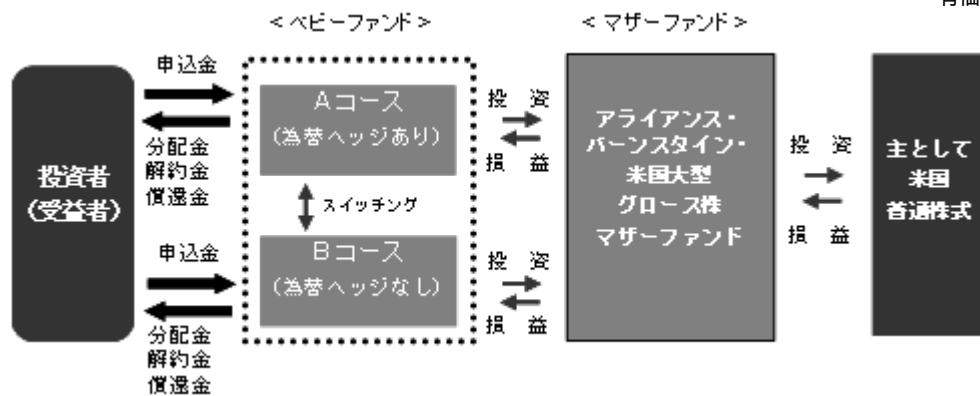 <ベビーファンド>
<マザーファンド>
申込金
分配金
解約金
償還金
投資者
(受益者)
申込金
分配金
解約金
償還金
Aコース
(為替ヘッジあり)
スイッチング
Bコース
(為替ヘッジなし)
投 資
損 益
投 資
損 益
アライアンス・
バーンスタイン・
米国大型
グロース株
マザーファンド
投 資
損 益
主として
米国
普通株式